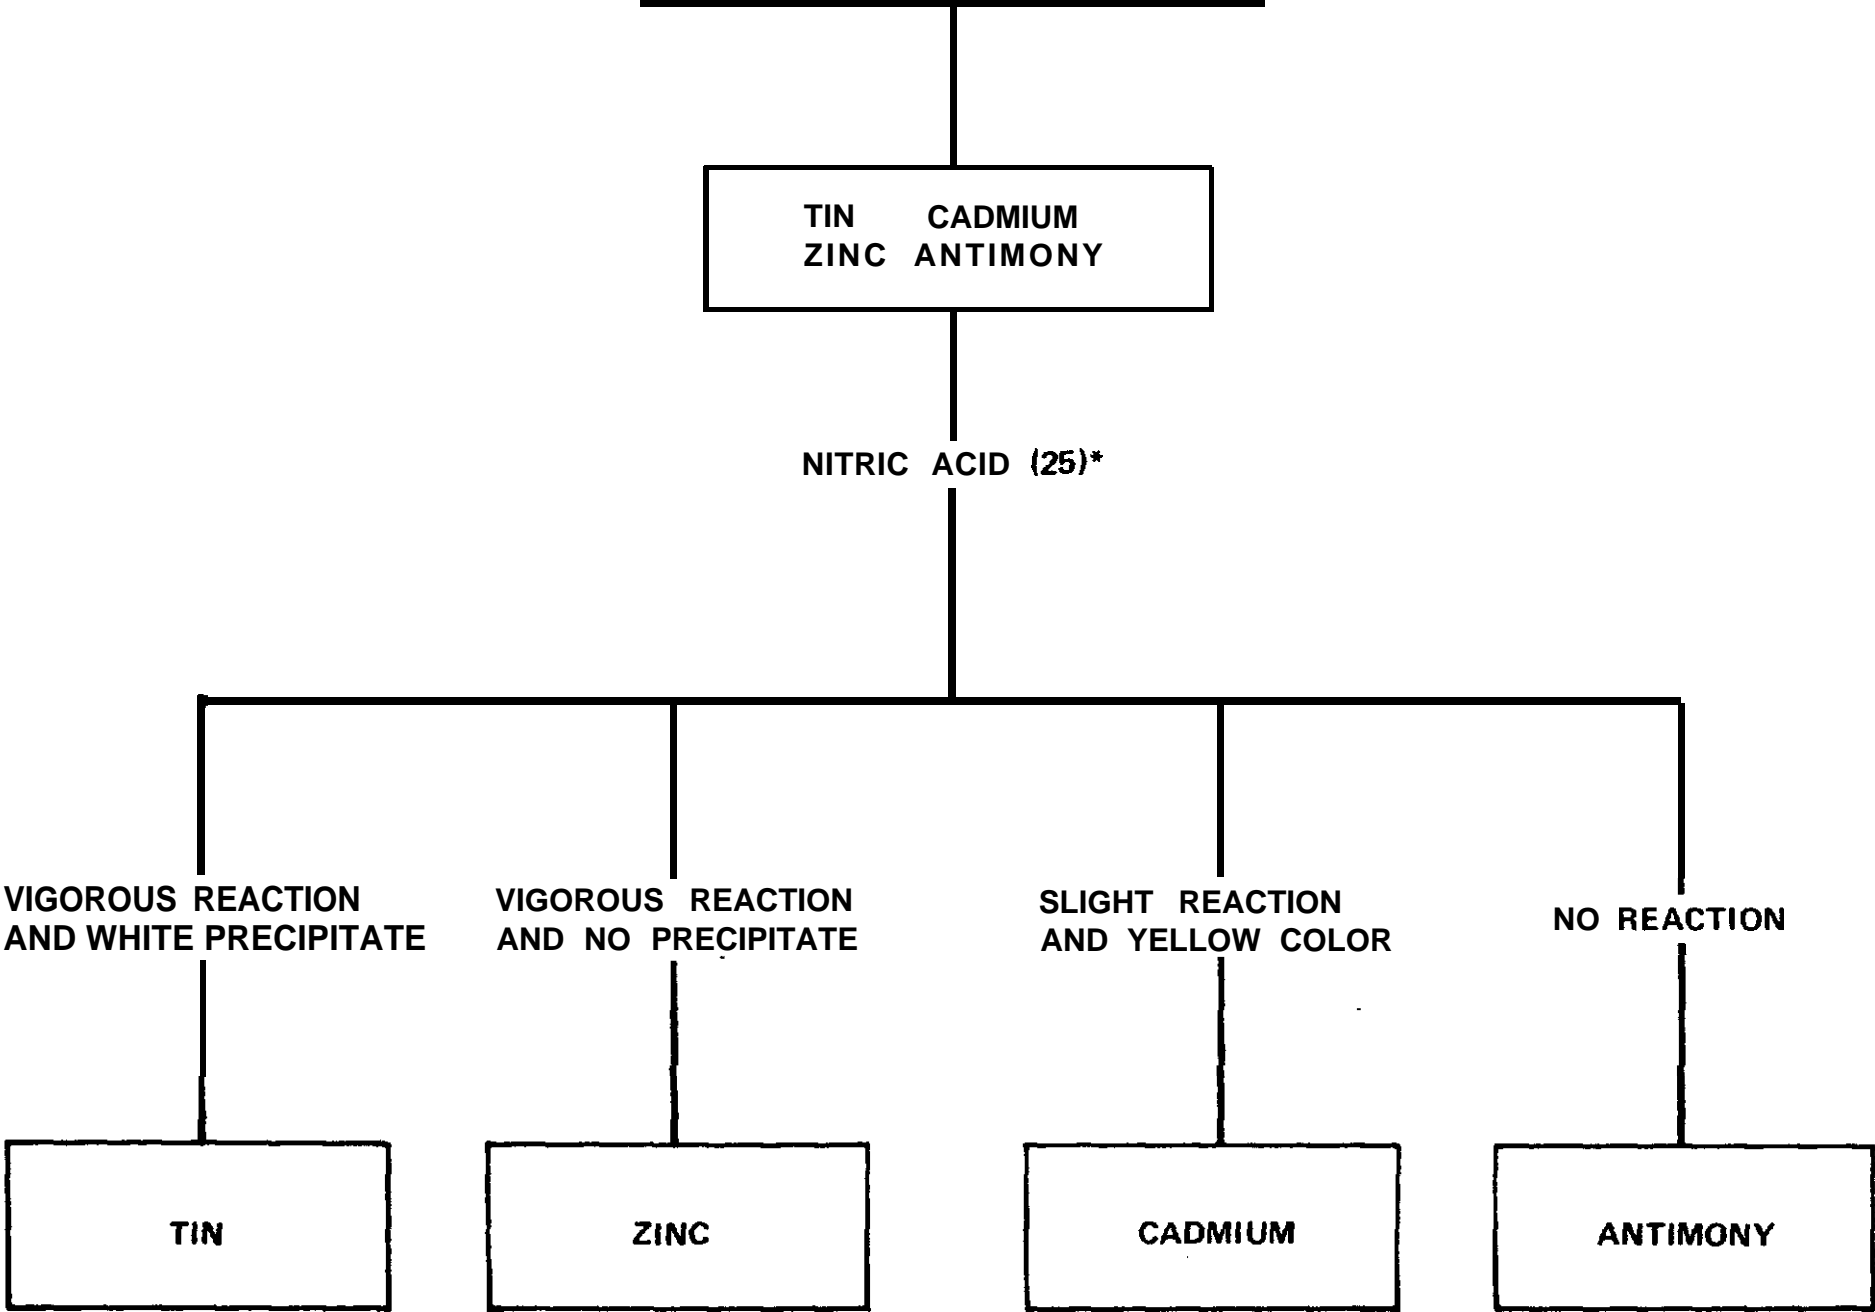 TIN CADMIUM
ZINC ANTIMONY
NITRIC ACID (25)*
VIGOROUS REACTION
AND WHITE PRECIPITATE
VIGOROUS REACTION
AND NO PRECIPITATE
SLIGHT REACTION
AND YELLOW COLOR
NO REACTION
TIN
ZINC
CADMIUM
ANTIMONY